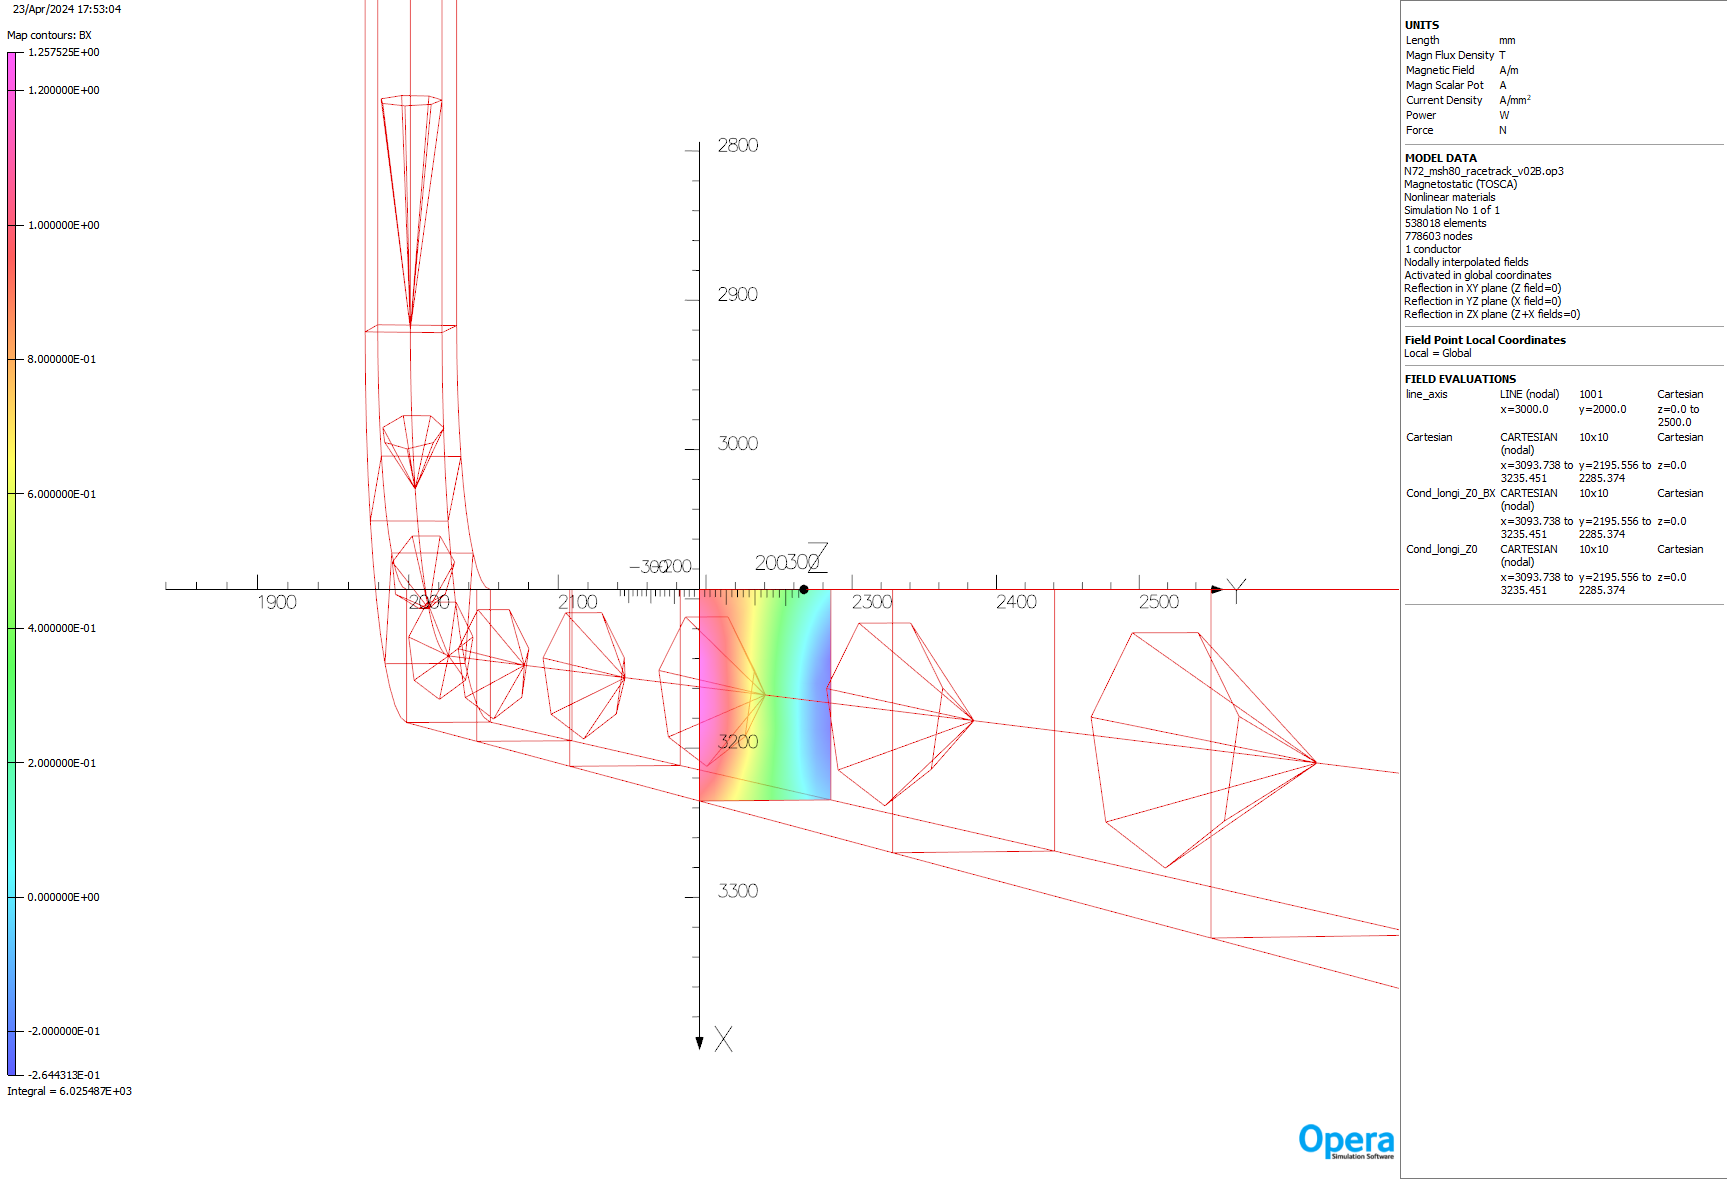 23/Apr/2024 17:53:04
Map contours: BX
1.257525E+00
1.200000E+00
1.000000E+00
8.000000E-01
6.000000E-01
4.000000E-01
2.000000E-01
0.000000E+00
-2.000000E-01
-2.644313E-01
Integral = 6.025487E+03
2800
2900
3000
-300 -200 200 300 Z
1900 2000 2100 2300 2400 2500 Y
3200
3300
X
Opera
Simulation Software
UNITS
Length mm
Magn Flux Density T
Magnetic Field A/m
Magn Scalar Pot A
Current Density A/mm²
Power W
Force N
MODEL DATA
N72_msh80_racetrack_v02B.op3
Magnetostatic (TOSCA)
Nonlinear materials
Simulation No 1 of 1
538018 elements
778603 nodes
1 conductor
Nodally interpolated fields
Activated in global coordinates
Reflection in XY plane (Z field=0)
Reflection in YZ plane (X field=0)
Reflection in ZX plane (Z+X fields=0)
Field Point Local Coordinates
Local = Global
FIELD EVALUATIONS
line_axis LINE (nodal) 1001 Cartesian
x=3000.0 y=2000.0 z=0.0 to
2500.0
Cartesian CARTESIAN 10x10 Cartesian
(nodal)
x=3093.738 to y=2195.556 to z=0.0
3235.451 2285.374
Cond_longi_Z0_BX CARTESIAN 10x10 Cartesian
(nodal)
x=3093.738 to y=2195.556 to z=0.0
3235.451 2285.374
Cond_longi_Z0 CARTESIAN 10x10 Cartesian
(nodal)
x=3093.738 to y=2195.556 to z=0.0
3235.451 2285.374